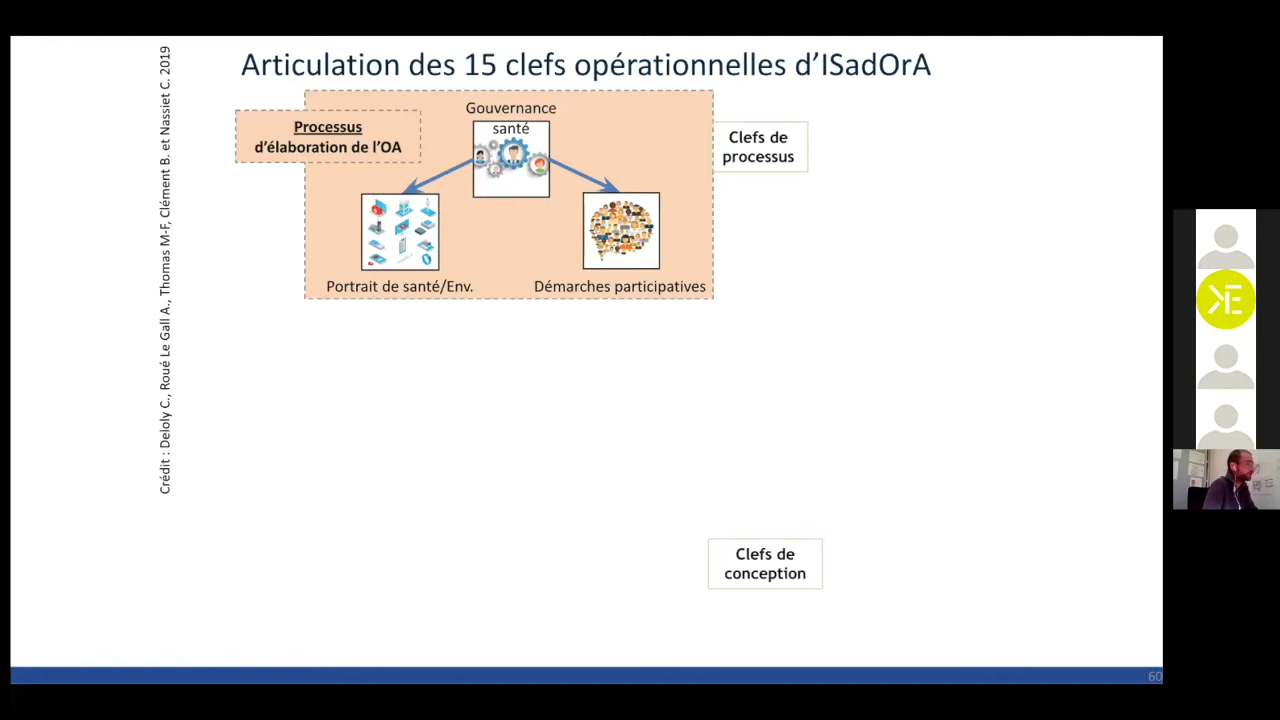 Articulation des 15 clefs opérationnelles d'ISadOrA
Crédit : Deloly C., Roué Le Gall A., Thomas M-F, Clément B. et Nassiet C. 2019
Processus
d'élaboration de l'OA
Gouvernance
santé
Clefs de
processus
Portrait de santé/Env.
Démarches participatives
Clefs de
conception
60